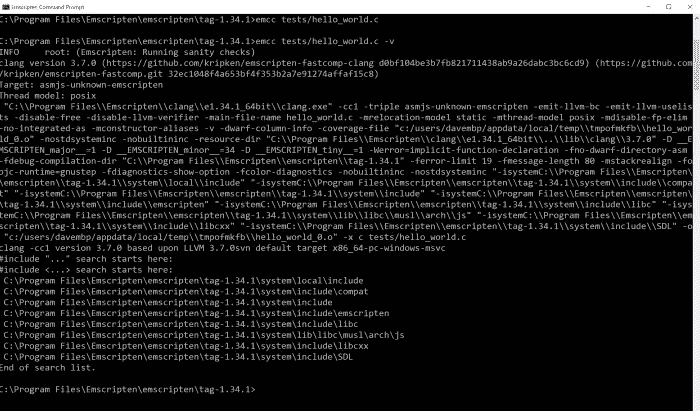 Emscripten Command Prompt
C:\Program Files\Emscripten\emscripten\tag-1.34.1>emcc tests/hello_world.c
C:\Program Files\Emscripten\emscripten\tag-1.34.1>emcc tests/hello_world.c -v
INFO     root: (Emscripten: Running sanity checks)
clang version 3.7.0 (https://github.com/kripken/emscripten-fastcomp-clang d0bf104be3b7fb821711438ab9a26dabc3bc6cd9) (https://github.com
/kripken/emscripten-fastcomp.git 32ec1048f4a653bf4f353b2a7e91274affaf15c8)
Target: asmjs-unknown-emscripten
Thread model: posix
 "C:\\Program Files\\Emscripten\\clang\\e1.34.1_64bit\\clang.exe" -cc1 -triple asmjs-unknown-emscripten -emit-llvm-bc -emit-llvm-uselis
ts -disable-free -disable-llvm-verifier -main-file-name hello_world.c -mrelocation-model static -mthread-model posix -mdisable-fp-elim
-no-integrated-as -mconstructor-aliases -v -dwarf-column-info -coverage-file "c:/users/davembp/appdata/local/temp\\tmpofmkfb\\hello_wor
ld_0.o" -nostdsysteminc -nobuiltininc -resource-dir "C:\\Program Files\\Emscripten\\clang\\e1.34.1_64bit\\..\\lib\\clang\\3.7.0" -D __E
MSCRIPTEN_major__=1 -D __EMSCRIPTEN_minor__=34 -D __EMSCRIPTEN_tiny__=1 -Werror=implicit-function-declaration -fno-dwarf-directory-asm
-fdebug-compilation-dir "C:\\Program Files\\Emscripten\\emscripten\\tag-1.34.1" -ferror-limit 19 -fmessage-length 80 -mstackrealign -fo
bjc-runtime=gnustep -fdiagnostics-show-option -fcolor-diagnostics -nobuiltininc -nostdsysteminc "-isystemC:\\Program Files\\Emscripten\
\emscripten\\tag-1.34.1\\system\\local\\include" "-isystemC:\\Program Files\\Emscripten\\emscripten\\tag-1.34.1\\system\\include\\compa
t" "-isystemC:\\Program Files\\Emscripten\\emscripten\\tag-1.34.1\\system\\include" "-isystemC:\\Program Files\\Emscripten\\emscripten\
\tag-1.34.1\\system\\include\\emscripten" "-isystemC:\\Program Files\\Emscripten\\emscripten\\tag-1.34.1\\system\\include\\libc" "-isys
temC:\\Program Files\\Emscripten\\emscripten\\tag-1.34.1\\system\\lib\\libc\\musl\\arch\\js" "-isystemC:\\Program Files\\Emscripten\\em
scripten\\tag-1.34.1\\system\\include\\libcxx" "-isystemC:\\Program Files\\Emscripten\\emscripten\\tag-1.34.1\\system\\include\\SDL" -o
 "c:/users/davembp/appdata/local/temp\\tmpofmkfb\\hello_world_0.o" -x c tests/hello_world.c
clang -cc1 version 3.7.0 based upon LLVM 3.7.0svn default target x86_64-pc-windows-msvc
#include "..." search starts here:
#include <...> search starts here:
 C:\Program Files\Emscripten\emscripten\tag-1.34.1\system\local\include
 C:\Program Files\Emscripten\emscripten\tag-1.34.1\system\include\compat
 C:\Program Files\Emscripten\emscripten\tag-1.34.1\system\include
 C:\Program Files\Emscripten\emscripten\tag-1.34.1\system\include\emscripten
 C:\Program Files\Emscripten\emscripten\tag-1.34.1\system\include\libc
 C:\Program Files\Emscripten\emscripten\tag-1.34.1\system\lib\libc\musl\arch\js
 C:\Program Files\Emscripten\emscripten\tag-1.34.1\system\include\libcxx
 C:\Program Files\Emscripten\emscripten\tag-1.34.1\system\include\SDL
End of search list.
C:\Program Files\Emscripten\emscripten\tag-1.34.1>